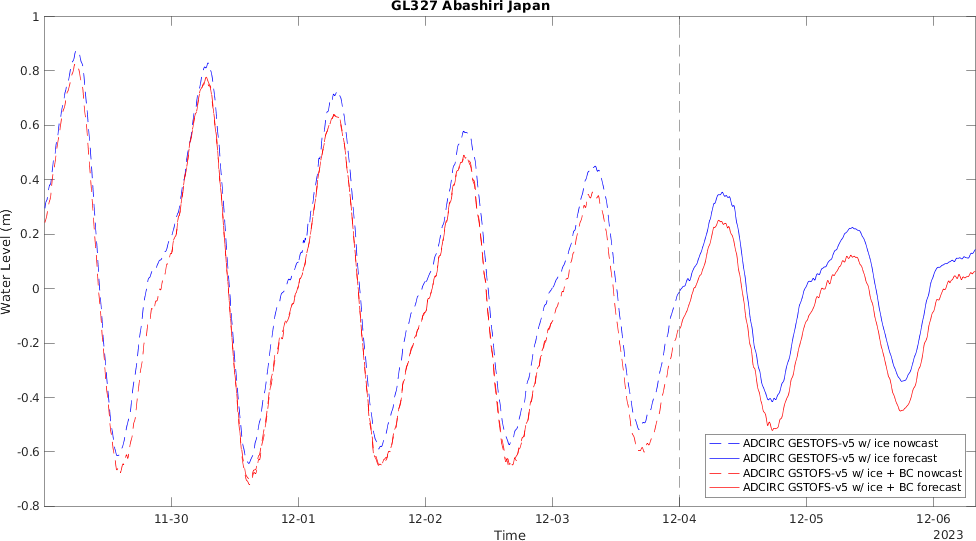 GL327 Abashiri Japan
1
0.8
0.6
0.4
0.2
0
-0.2
-0.4
-0.6
-0.8
Water Level (m)
11-30
12-01
12-02
12-03
12-04
12-05
12-06
Time
2023
ADCIRC GESTOFS-v5 w/ ice nowcast
ADCIRC GESTOFS-v5 w/ ice forecast
ADCIRC GSTOFS-v5 w/ ice + BC nowcast
ADCIRC GSTOFS-v5 w/ ice + BC forecast